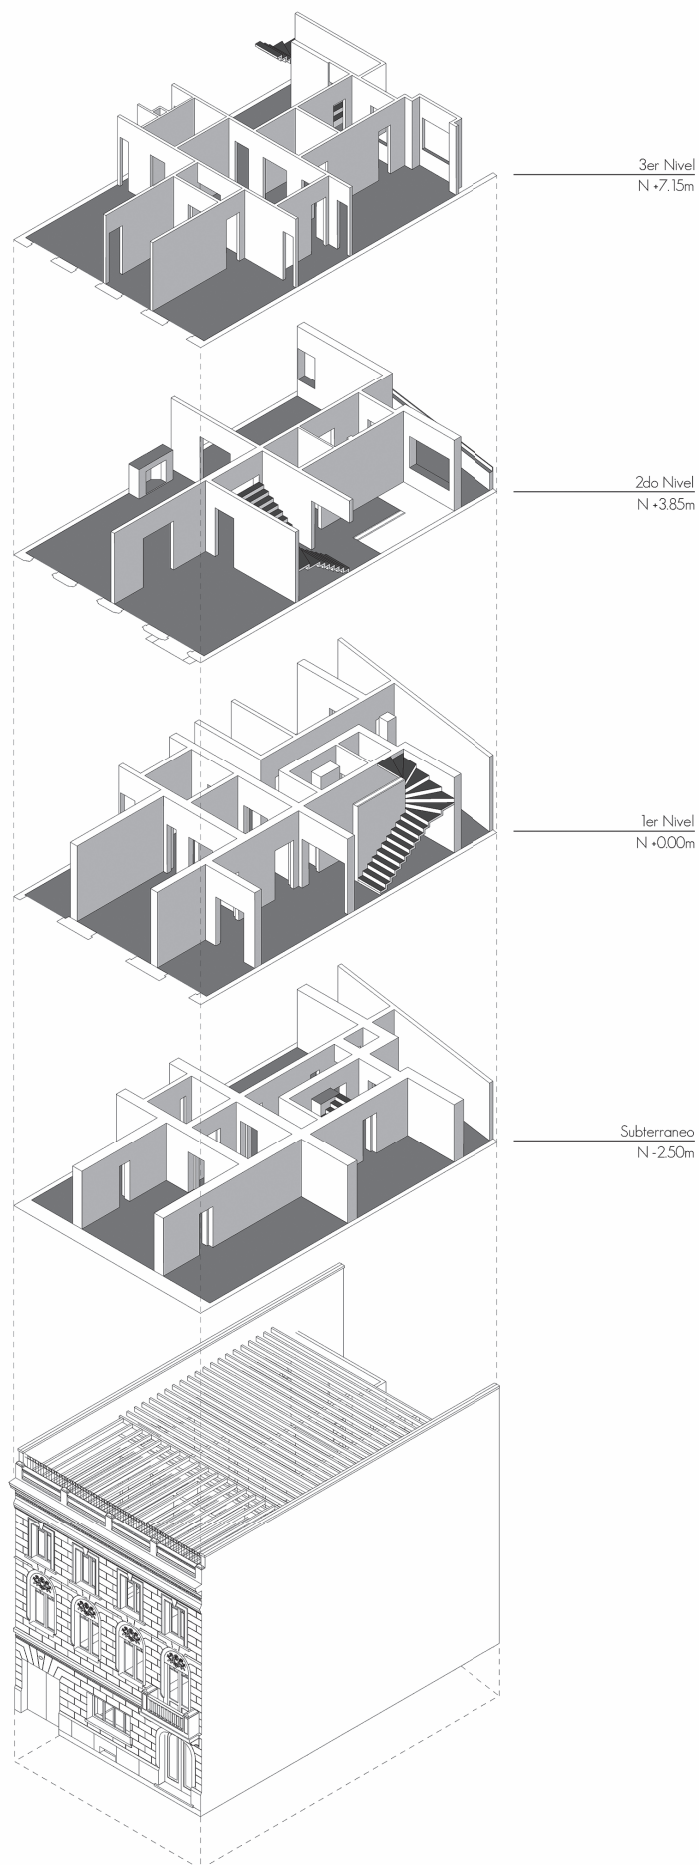 3er Nivel
N +7.15m
2do Nivel
N +3.85m
1er Nivel
N +0.00m
Subterraneo
N -2.50m